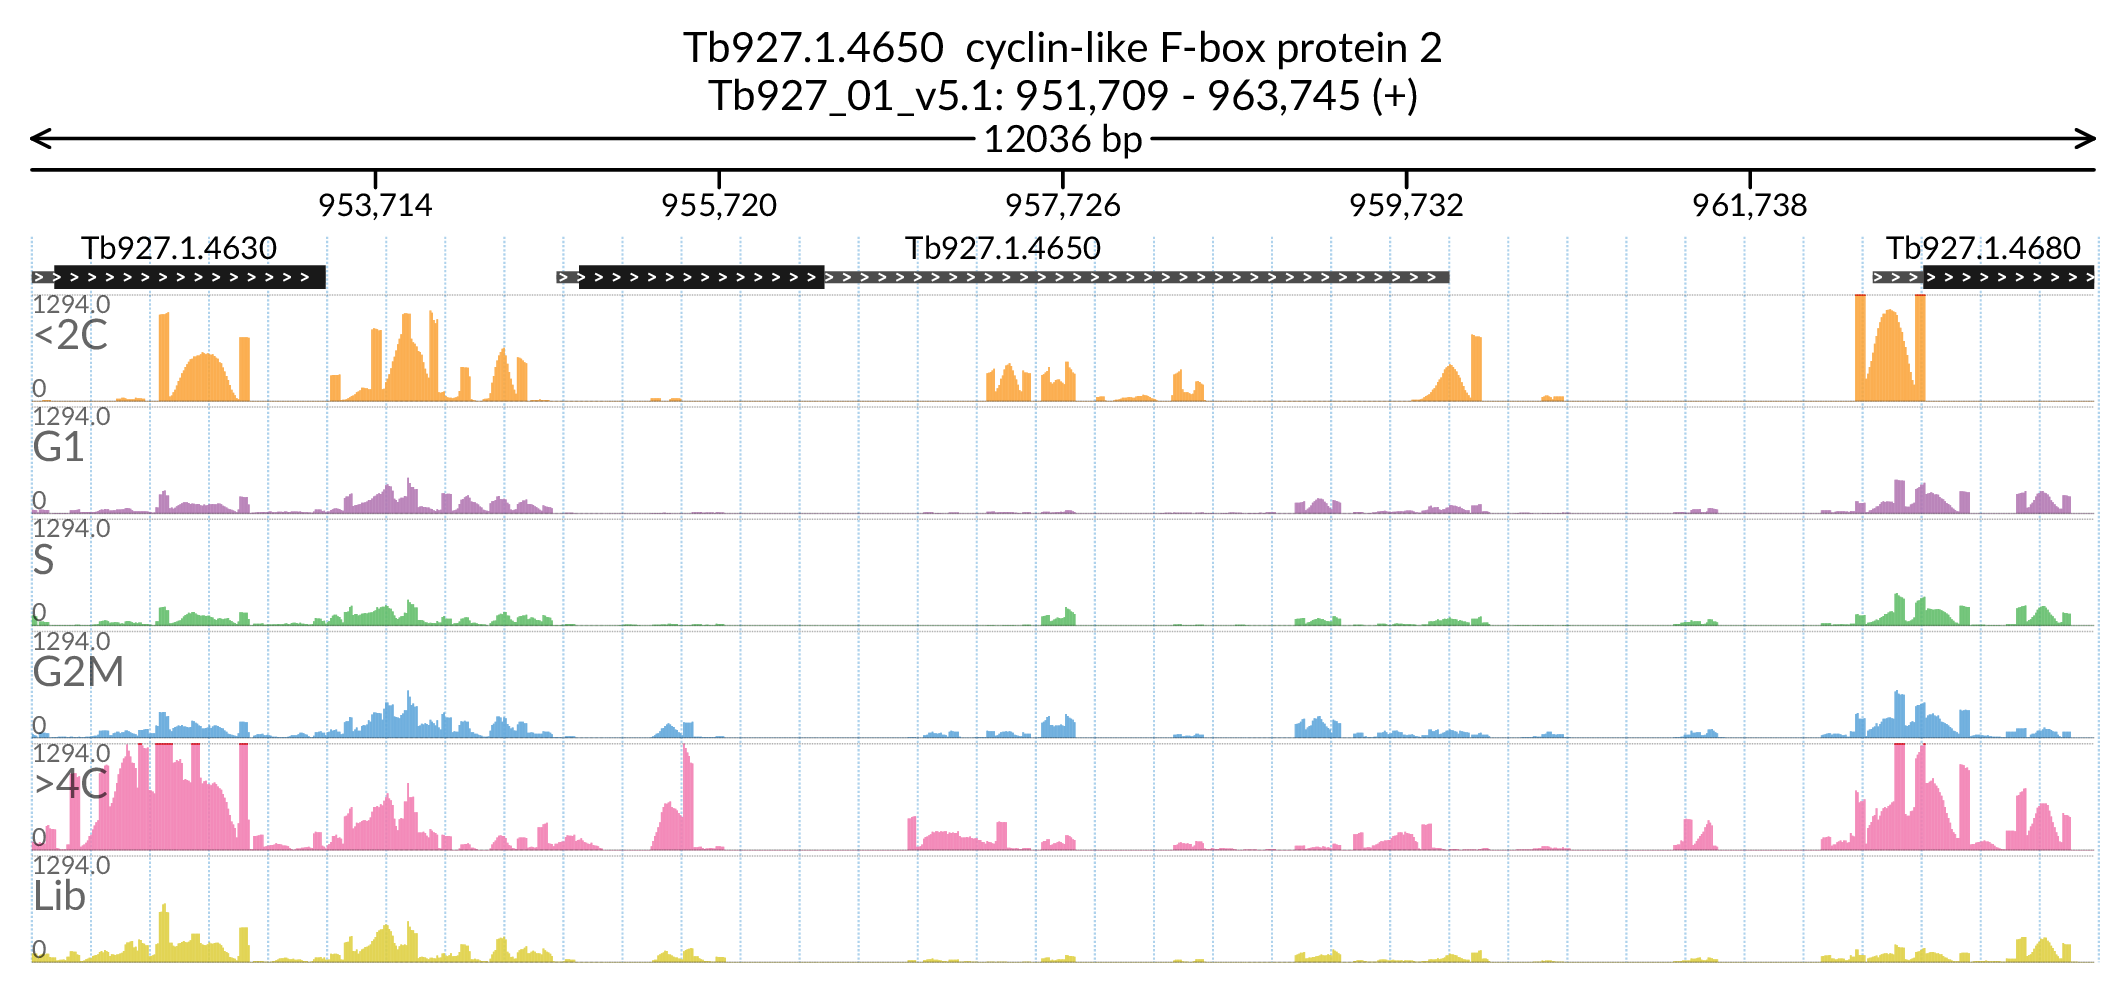 Tb927.1.4650  cyclin-like F-box protein 2
Tb927_01_v5.1: 951,709 - 963,745 (+)
12036 bp
953,714 955,720 957,726 959,732 961,738
Tb927.1.4630 Tb927.1.4650 Tb927.1.4680
1294.0
<2C
0
1294.0
G1
0
1294.0
S
0
1294.0
G2M
0
1294.0
>4C
0
1294.0
Lib
0